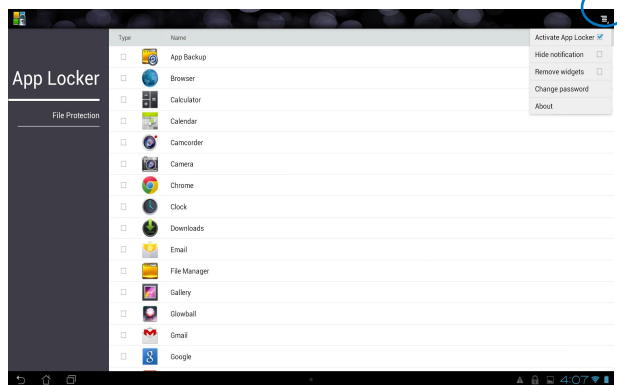 App Locker
File Protection
Type Name
App Backup
Browser
Calculator
Calendar
Camcorder
Camera
Chrome
Clock
Downloads
Email
File Manager
Gallery
Glowball
Gmail
Google
Activate App Locker
Hide notification
Remove widgets
Change password
About
4:07